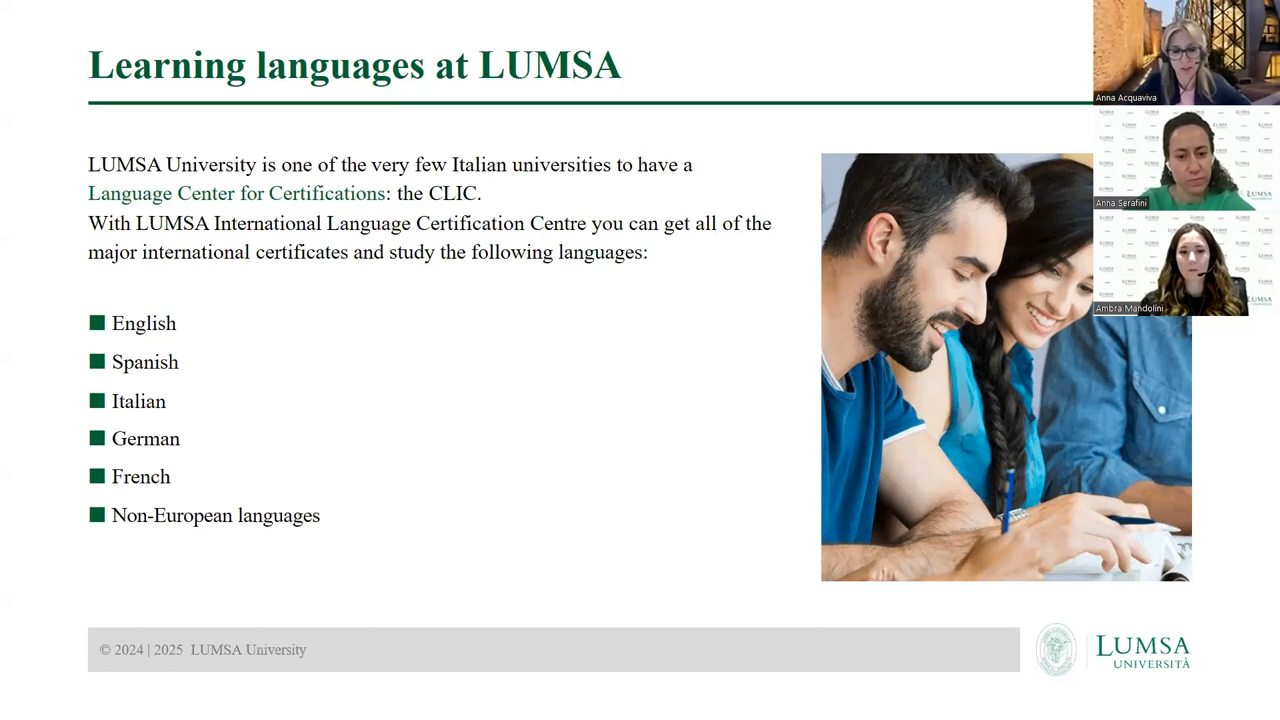 Learning languages at LUMSA
LUMSA University is one of the very few Italian universities to have a
Language Center for Certifications: the CLIC.
With LUMSA International Language Certification Centre you can get all of the
major international certificates and study the following languages:
English
Spanish
Italian
German
French
Non-European languages
Anna Acquaviva
Anna Serafini
LUMSA
Ambra Mandolini
LUMSA
© 2024 | 2025 LUMSA University
LUMSA
UNIVERSITÀ